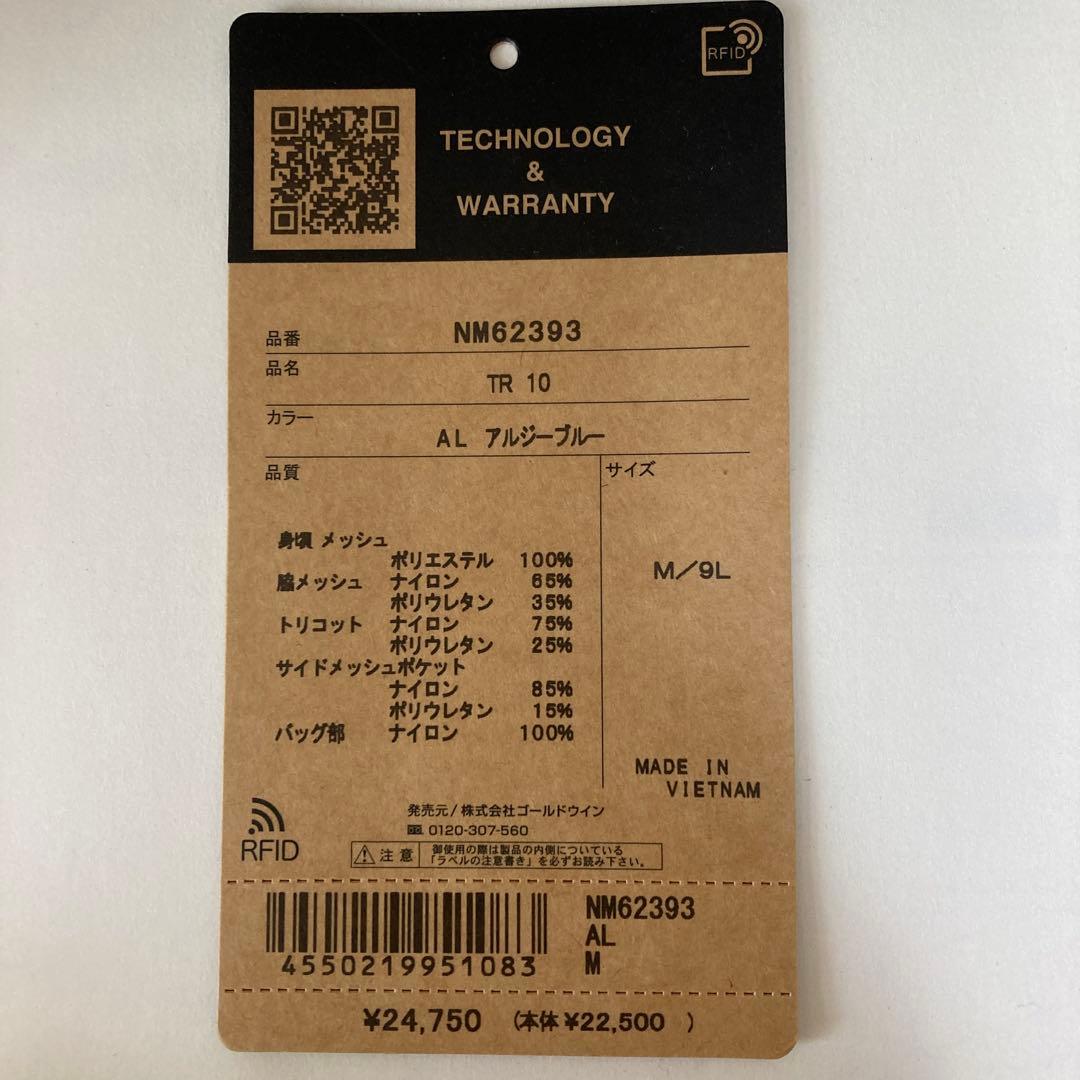 RFID
TECHNOLOGY
&
WARRANTY
品番 NM62393
品名 TR 10
カラー AL アルジーブルー
品質
サイズ
身頃 メッシュ
ポリエステル 100%
脇メッシュ ナイロン 65%
ポリウレタン 35%
トリコット ナイロン 75%
ポリウレタン 25%
サイドメッシュポケット
ナイロン 85%
ポリウレタン 15%
バッグ部 ナイロン 100%
M/9L
MADE IN
VIETNAM
発売元/株式会社ゴールドウイン
0120-307-560
RFID
注意 御使用の際は製品の内側についている
「ラベルの注意書き」を必ずお読み下さい。
4550219951083
NM62393
AL
M
¥24,750 (本体¥22,500 )